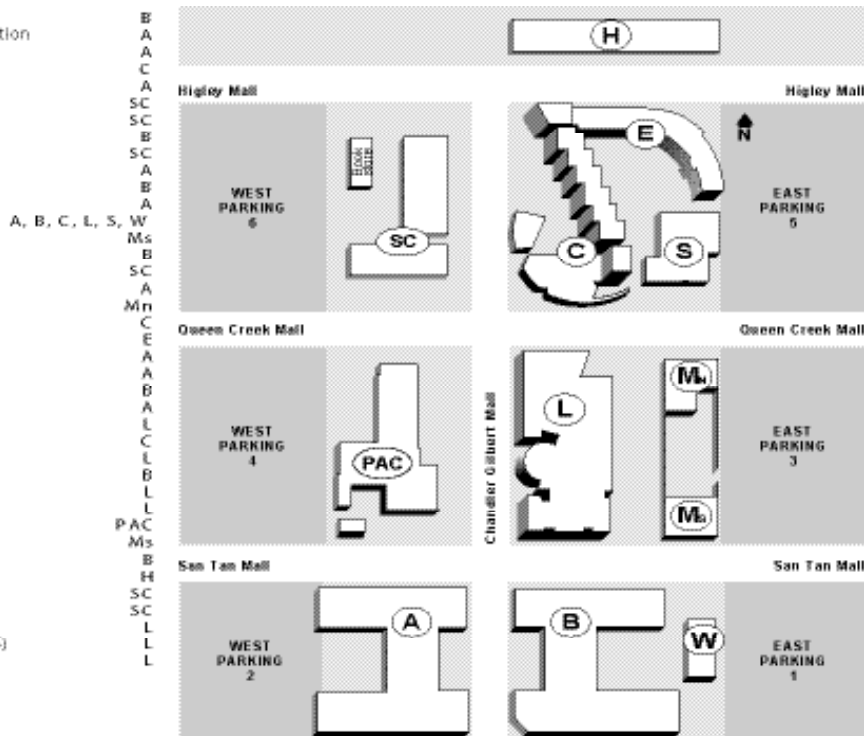 B
tion A
A
C
A
SC
SC
B
SC
A
B
A
A, B, C, L, S, W
Ms
B
SC
A
Mn
C
E
A
A
B
A
L
C
L
B
L
L
PAC
Ms
B
H
SC
SC
L
L
L
H
Higley Mall
Higley Mall
Book
store
E
N
WEST
PARKING
6
SC
C
S
EAST
PARKING
5
Queen Creek Mall
Queen Creek Mall
WEST
PARKING
4
PAC
Chandler Gilbert Mall
L
MN
MS
EAST
PARKING
3
San Tan Mall
San Tan Mall
WEST
PARKING
2
A
B
W
EAST
PARKING
1